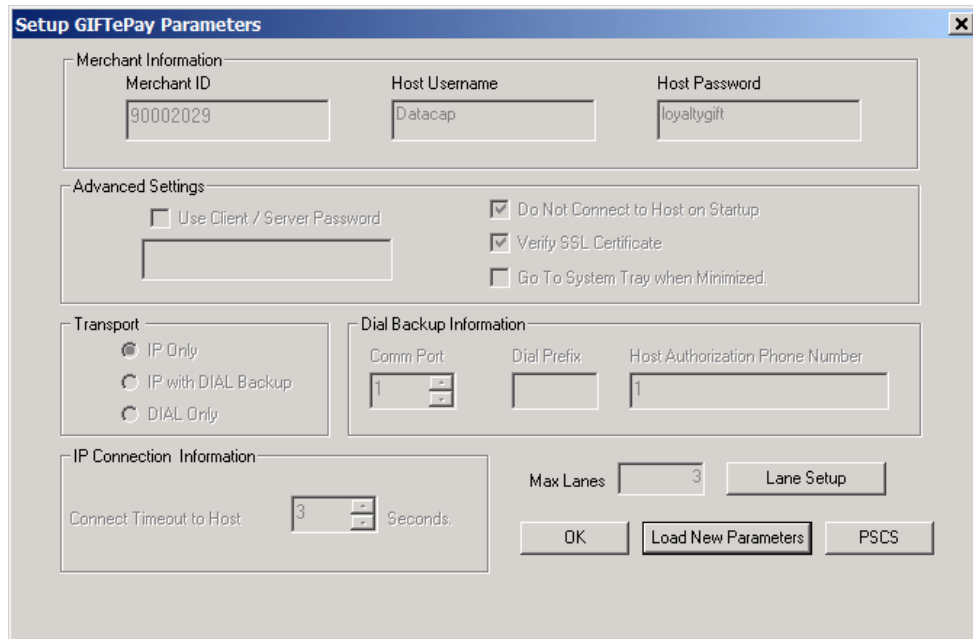 Setup GIFTePay Parameters
Merchant Information
Merchant ID Host Username Host Password
90002029 Datacap loyaltygift
Advanced Settings
Use Client / Server Password
Do Not Connect to Host on Startup
Verify SSL Certificate
Go To System Tray when Minimized.
Transport
IP Only
IP with DIAL Backup
DIAL Only
Dial Backup Information
Comm Port Dial Prefix Host Authorization Phone Number
1 1
IP Connection Information
Connect Timeout to Host 3 Seconds.
Max Lanes 3 Lane Setup
OK Load New Parameters PSCS